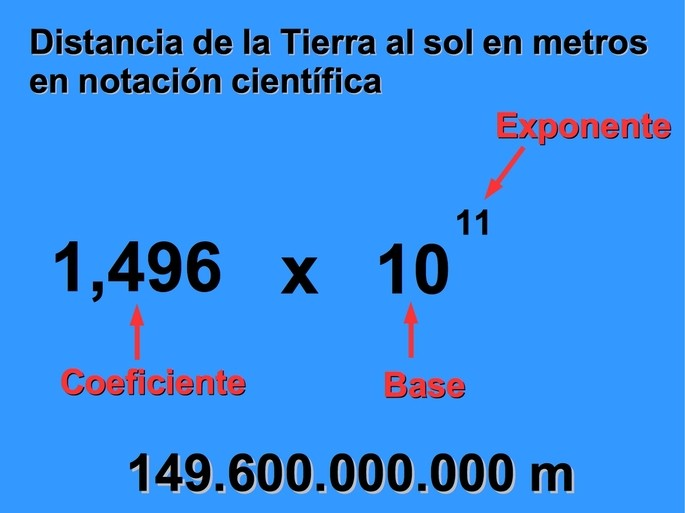 Distancia de la Tierra al sol en metros
en notación científica
Exponente
11
1,496 x 10
Coeficiente
Base
149.600.000.000 m